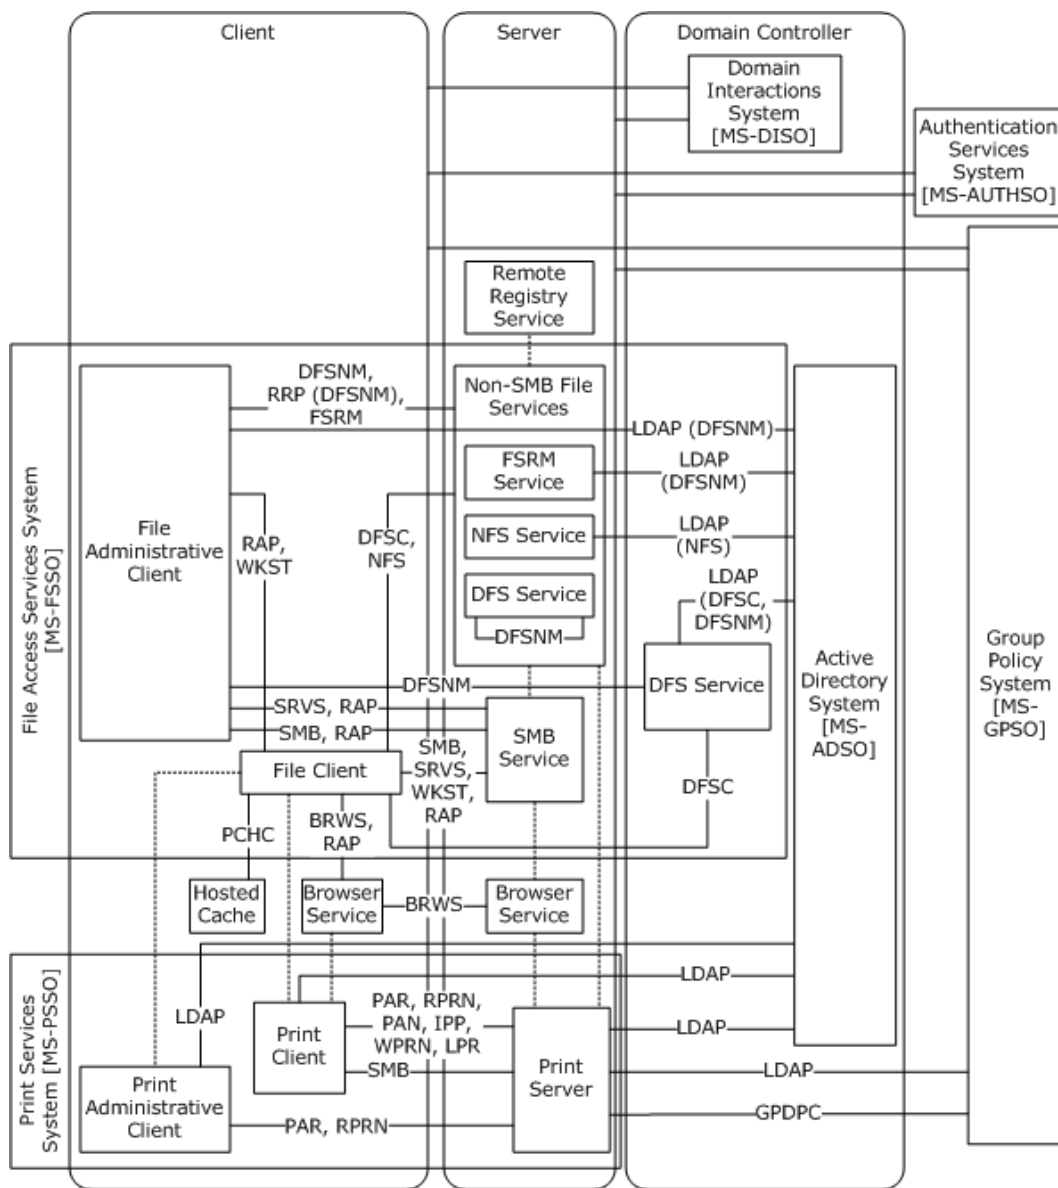 Client
Server
Domain Controller
Domain
Interactions
System
[MS-DISO]
Authentication
Services
System
[MS-AUTHSO]
Remote
Registry
Service
File Access Services System
[MS-FSSO]
File
Administrative
Client
DFSNM,
RRP (DFSNM),
FSRM
Non-SMB File
Services
LDAP (DFSNM)
FSRM
Service
LDAP
(DFSNM)
RAP,
WKST
DFSC,
NFS
NFS Service
LDAP
(NFS)
DFS Service
DFSNM
LDAP
(DFSC,
DFSNM)
DFSNM
DFS Service
Active
Directory
System
[MS-
ADSO]
Group
Policy
System
[MS-
GPSO]
SRVS, RAP
SMB, RAP
SMB
Service
File Client
SMB,
SRVS,
WKST,
RAP
DFSC
PCHC
BRWS,
RAP
Hosted
Cache
Browser
Service
BRWS
Browser
Service
Print Services
System [MS-PSSO]
LDAP
LDAP
Print
Client
PAR, RPRN,
PAN, IPP,
WPRN, LPR
SMB
LDAP
Print
Server
LDAP
Print
Administrative
Client
PAR, RPRN
GPDPC